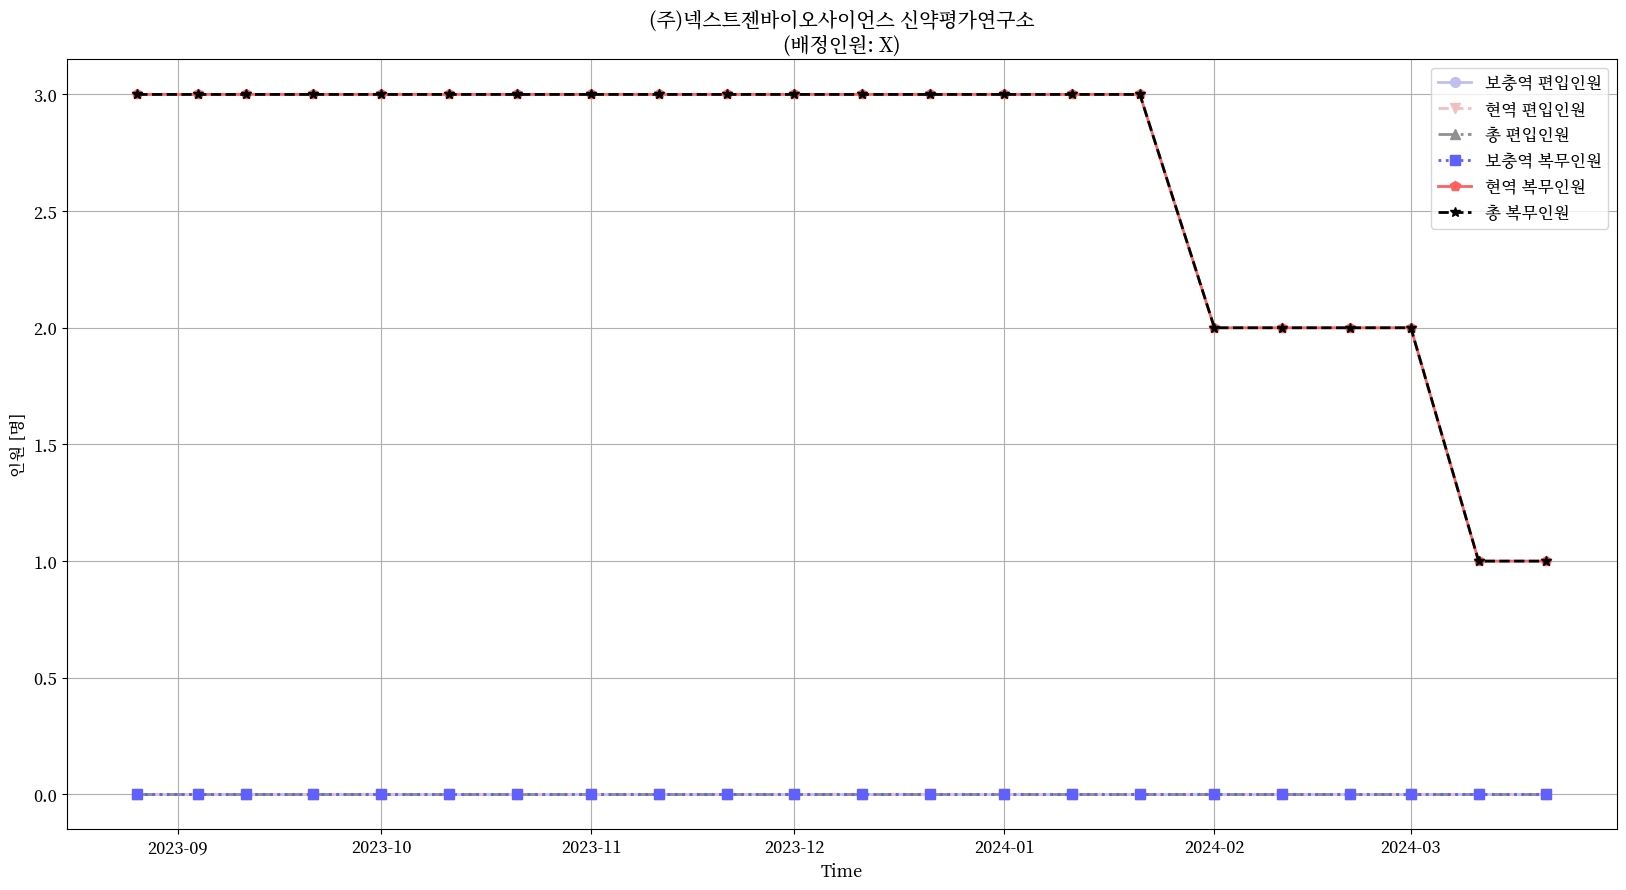 (주)넥스트젠바이오사이언스 신약평가연구소
(배정인원: X)
보충역 편입인원
현역 편입인원
총 편입인원
보충역 복무인원
현역 복무인원
총 복무인원
인원 [명]
3.0
2.5
2.0
1.5
1.0
0.5
0.0
2023-09
2023-10
2023-11
2023-12
2024-01
2024-02
2024-03
Time